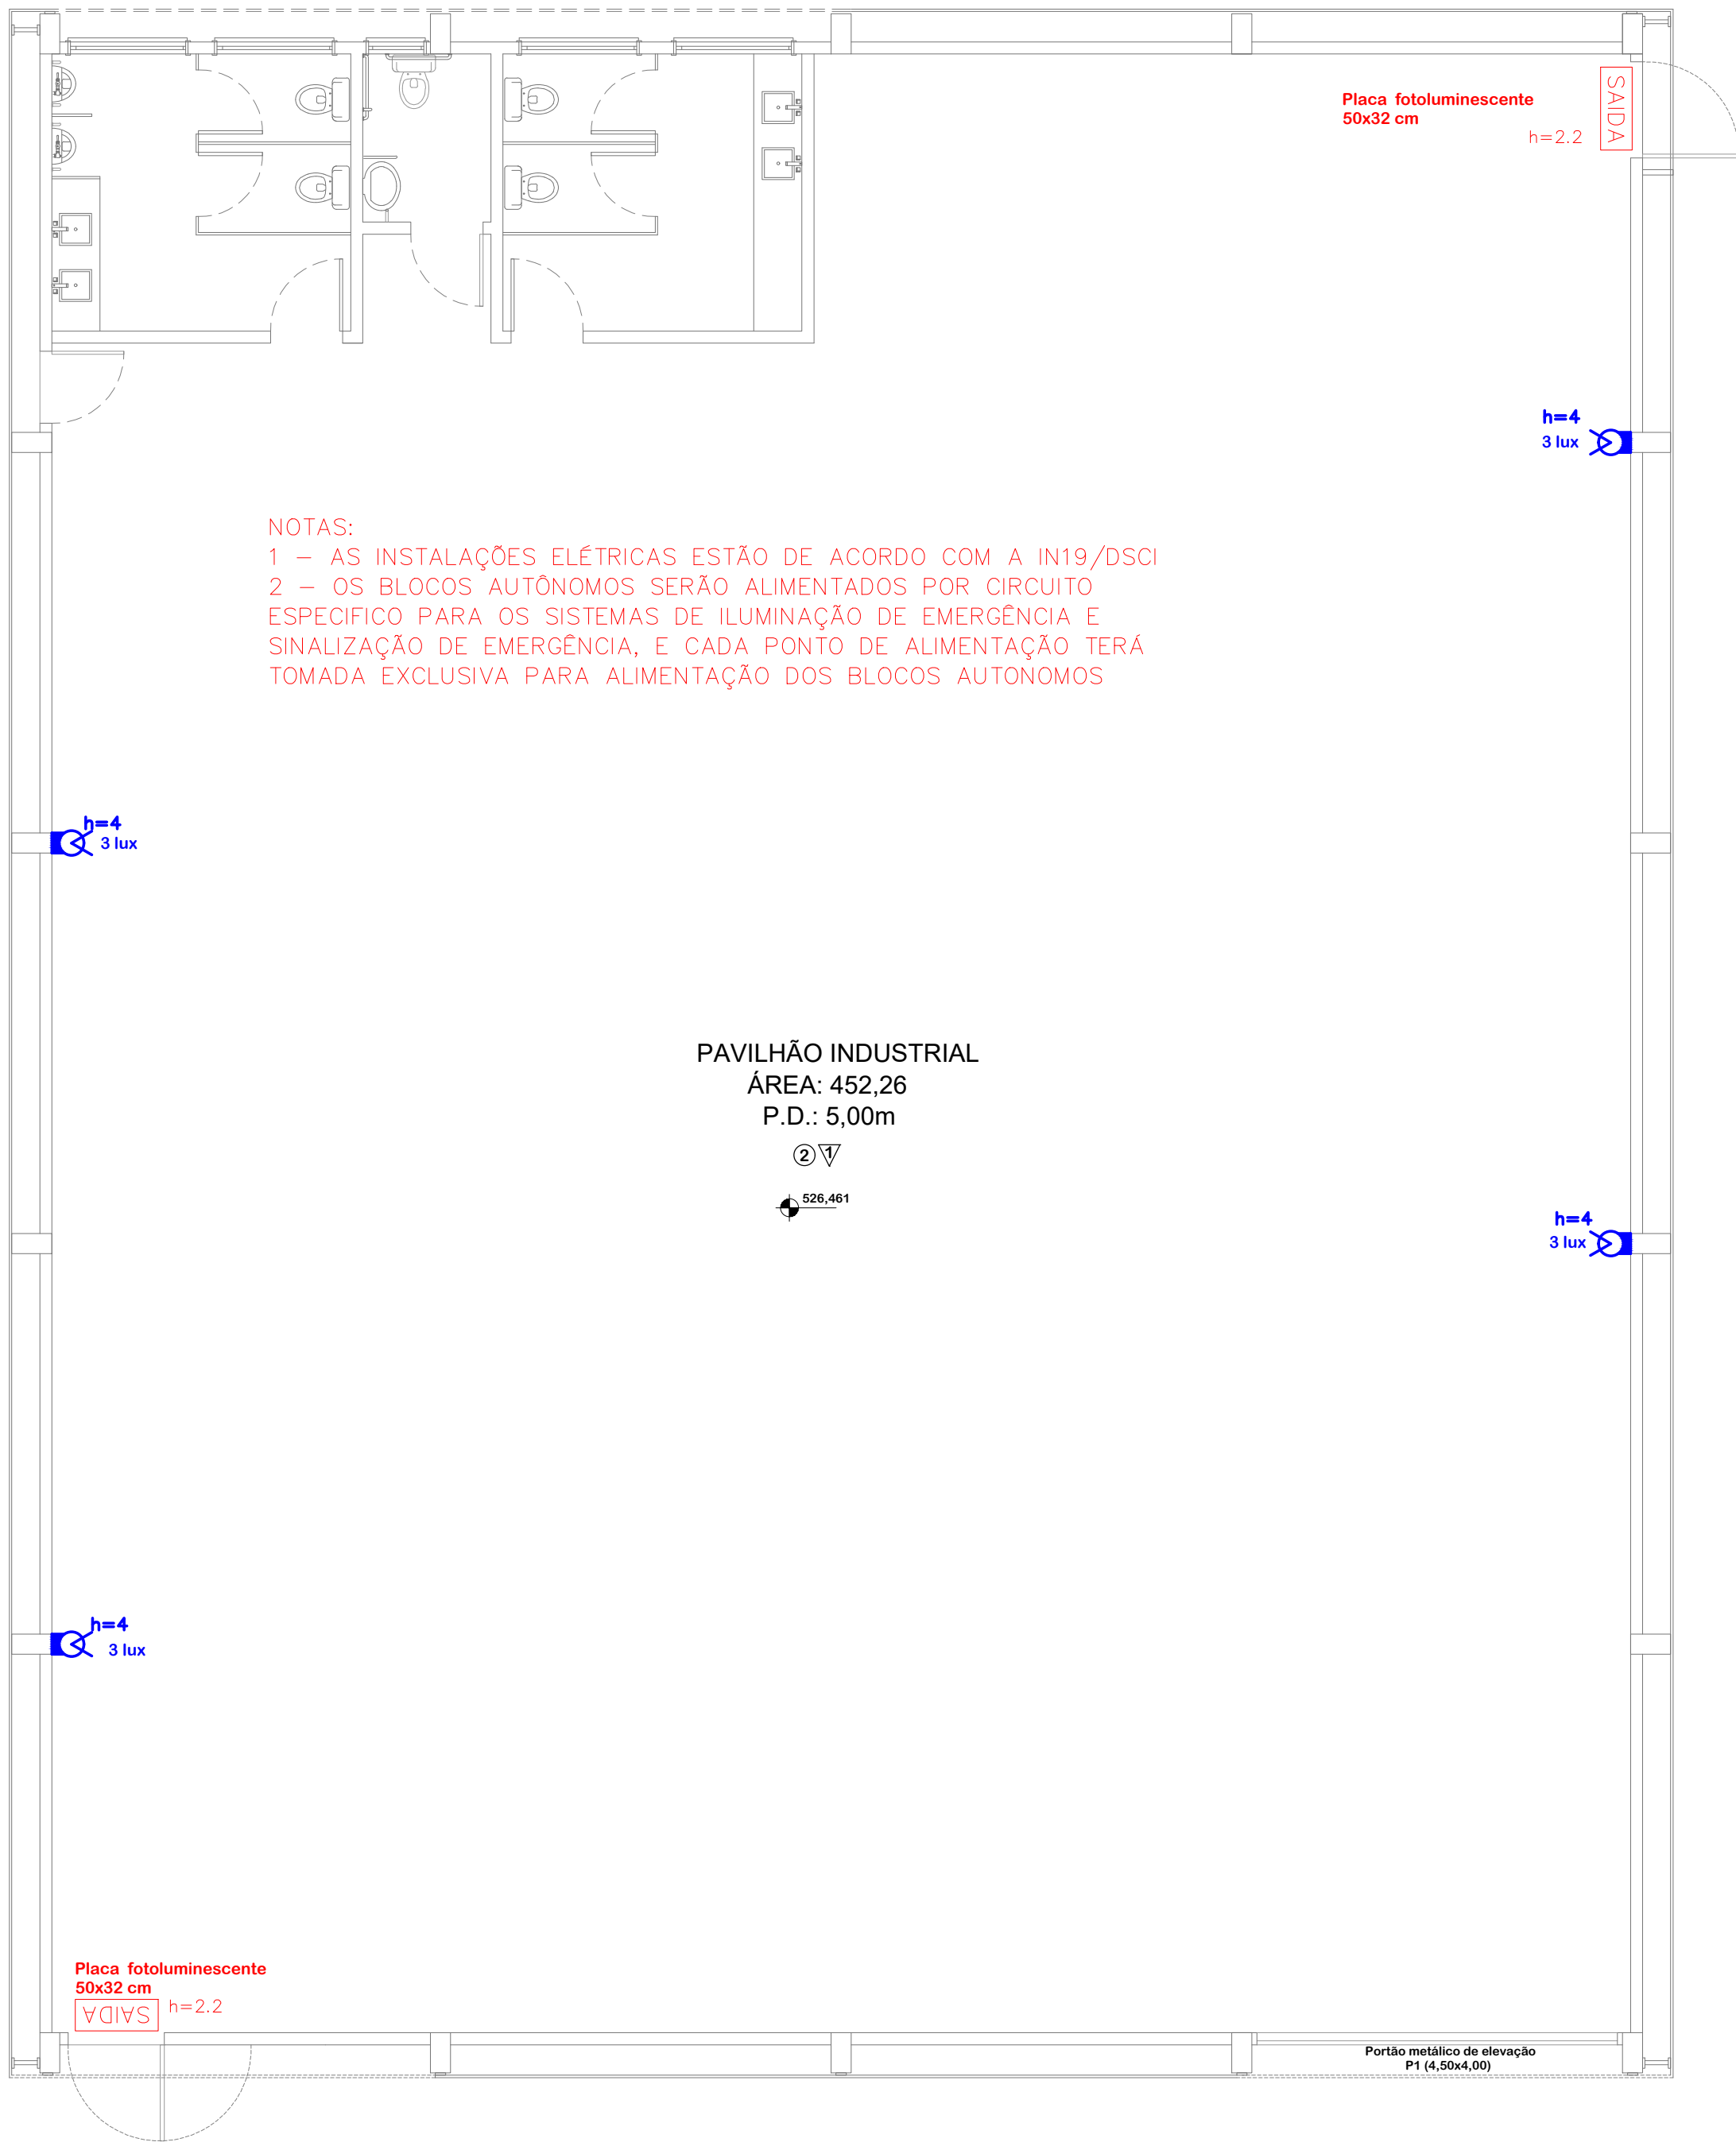 Placa fotoluminescente
50x32 cm
h=2.2
SAIDA
h=4
3 lux
NOTAS:
1 – AS INSTALAÇÕES ELÉTRICAS ESTÃO DE ACORDO COM A IN19/DSCI
2 – OS BLOCOS AUTÔNOMOS SERÃO ALIMENTADOS POR CIRCUITO
ESPECIFICO PARA OS SISTEMAS DE ILUMINAÇÃO DE EMERGÊNCIA E
SINALIZAÇÃO DE EMERGÊNCIA, E CADA PONTO DE ALIMENTAÇÃO TERÁ
TOMADA EXCLUSIVA PARA ALIMENTAÇÃO DOS BLOCOS AUTONOMOS
h=4
3 lux
PAVILHÃO INDUSTRIAL
ÁREA: 452,26
P.D.: 5,00m
2 1
526,461
h=4
3 lux
h=4
3 lux
Placa fotoluminescente
50x32 cm
SAIDA
h=2.2
Portão metálico de elevação
P1 (4,50x4,00)